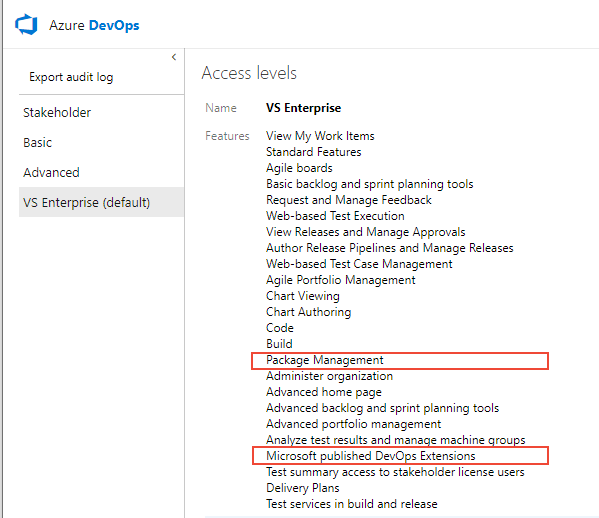 Azure DevOps
Export audit log
Stakeholder
Basic
Advanced
VS Enterprise (default)
Access levels
Name VS Enterprise
Features View My Work Items
Standard Features
Agile boards
Basic backlog and sprint planning tools
Request and Manage Feedback
Web-based Test Execution
View Releases and Manage Approvals
Author Release Pipelines and Manage Releases
Web-based Test Case Management
Agile Portfolio Management
Chart Viewing
Chart Authoring
Code
Build
Package Management
Administer organization
Advanced home page
Advanced backlog and sprint planning tools
Advanced portfolio management
Analyze test results and manage machine groups
Microsoft published DevOps Extensions
Test summary access to stakeholder license users
Delivery Plans
Test services in build and release